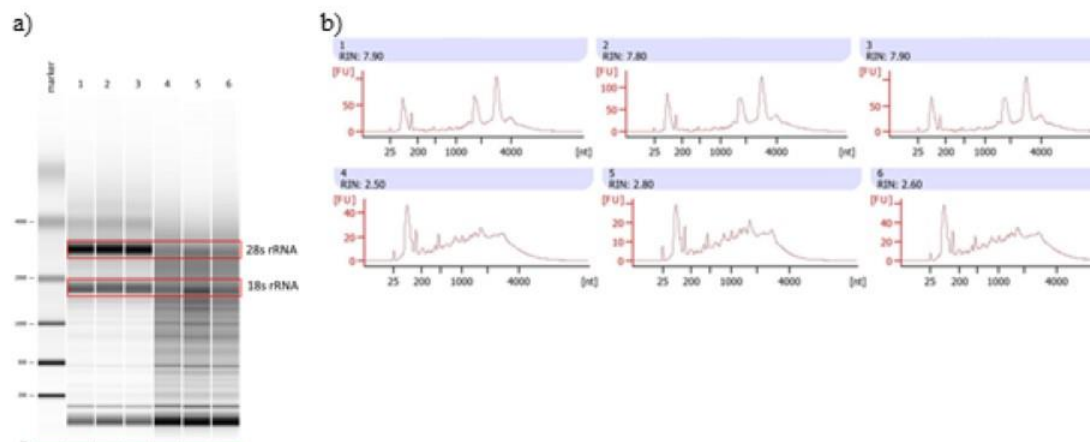 a)
marker
1 2 3 4 5 6
28s rRNA
18s rRNA
b)
1
RIN: 7.90
[FU]
50
0
25 200 1000 4000 [nt]
2
RIN: 7.80
[FU]
100
50
0
25 200 1000 4000 [nt]
3
RIN: 7.90
[FU]
50
0
25 200 1000 4000
4
RIN: 2.50
[FU]
40
20
0
25 200 1000 4000 [nt]
5
RIN: 2.80
[FU]
30
20
10
0
25 200 1000 4000 [nt]
6
RIN: 2.60
[FU]
40
20
0
25 200 1000 4000